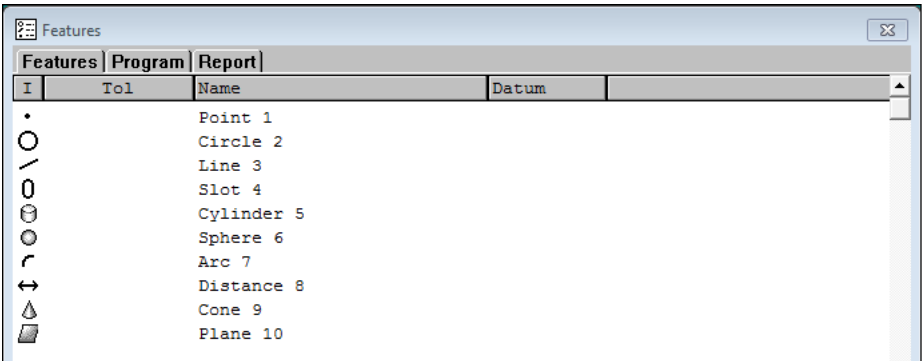 Features
Features Program Report
I Tol Name Datum
Point 1
Circle 2
Line 3
Slot 4
Cylinder 5
Sphere 6
Arc 7
Distance 8
Cone 9
Plane 10